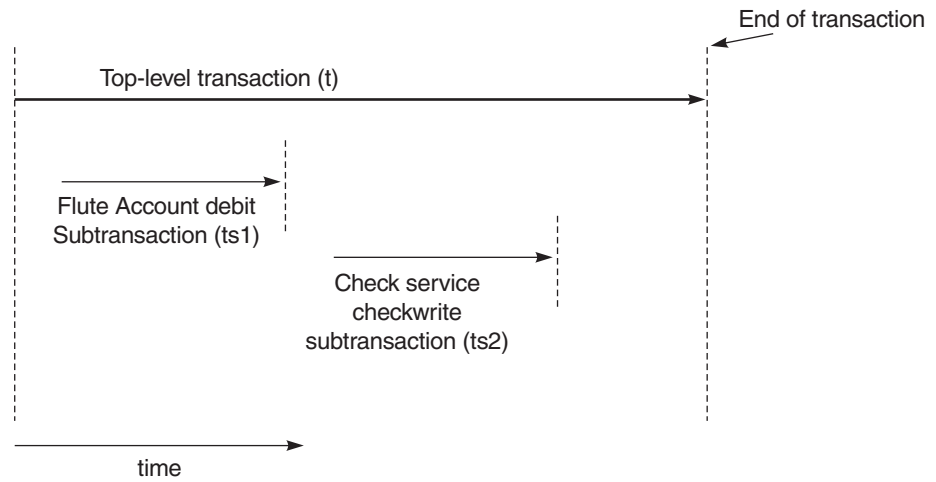 End of transaction
Top-level transaction (t)
Flute Account debit
Subtransaction (ts1)
Check service
checkwrite
subtransaction (ts2)
time